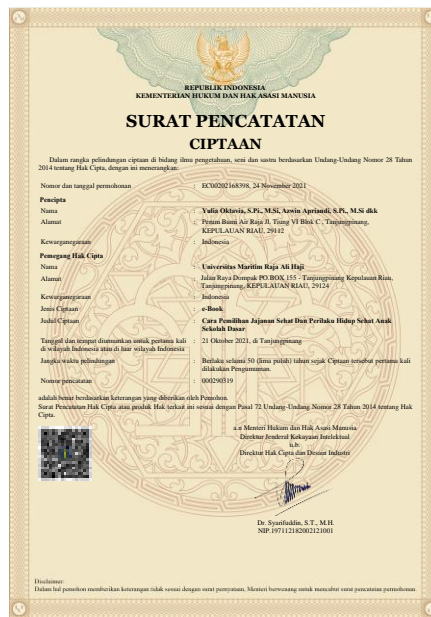 REPUBLIK INDONESIA
KEMENTERIAN HUKUM DAN HAK ASASI MANUSIA
SURAT PENCATATAN
CIPTAAN
Dalam rangka pelindungan ciptaan di bidang ilmu pengetahuan, seni dan sastra berdasarkan Undang-Undang Nomor 28 Tahun
2014 tentang Hak Cipta, dengan ini menerangkan:
Nomor dan tanggal permohonan : EC00202168398, 24 November 2021
Pencipta
Nama : Yulia Oktavia, S.Pi., M.Si, Azwin Apriandi, S.Pi., M.Si dkk
Alamat : Perum Bumi Air Raja Jl. Tiung VI Blok C , Tanjungpinang,
KEPULAUAN RIAU, 29112
Kewarganegaraan : Indonesia
Pemegang Hak Cipta
Nama : Universitas Maritim Raja Ali Haji
Alamat : Jalan Raya Dompak PO.BOX 155 - Tanjungpinang Kepulauan Riau,
Tanjungpinang, KEPULAUAN RIAU, 29124
Kewarganegaraan : Indonesia
Jenis Ciptaan : e-Book
Judul Ciptaan : Cara Pemilihan Jajanan Sehat Dan Perilaku Hidup Sehat Anak
Sekolah Dasar
Tanggal dan tempat diumumkan untuk pertama kali : 21 Oktober 2021, di Tanjungpinang
di wilayah Indonesia atau di luar wilayah Indonesia
Jangka waktu pelindungan : Berlaku selama 50 (lima puluh) tahun sejak Ciptaan tersebut pertama kali
dilakukan Pengumuman.
Nomor pencatatan : 000290319
adalah benar berdasarkan keterangan yang diberikan oleh Pemohon.
Surat Pencatatan Hak Cipta atau produk Hak terkait ini sesuai dengan Pasal 72 Undang-Undang Nomor 28 Tahun 2014 tentang Hak
Cipta.
a.n Menteri Hukum dan Hak Asasi Manusia
Direktur Jenderal Kekayaan Intelektual
u.b.
Direktur Hak Cipta dan Desain Industri
Dr. Syarifuddin, S.T., M.H.
NIP.197112182002121001
Disclaimer:
Dalam hal pemohon memberikan keterangan tidak sesuai dengan surat pernyataan, Menteri berwenang untuk mencabut surat pencatatan permohonan.